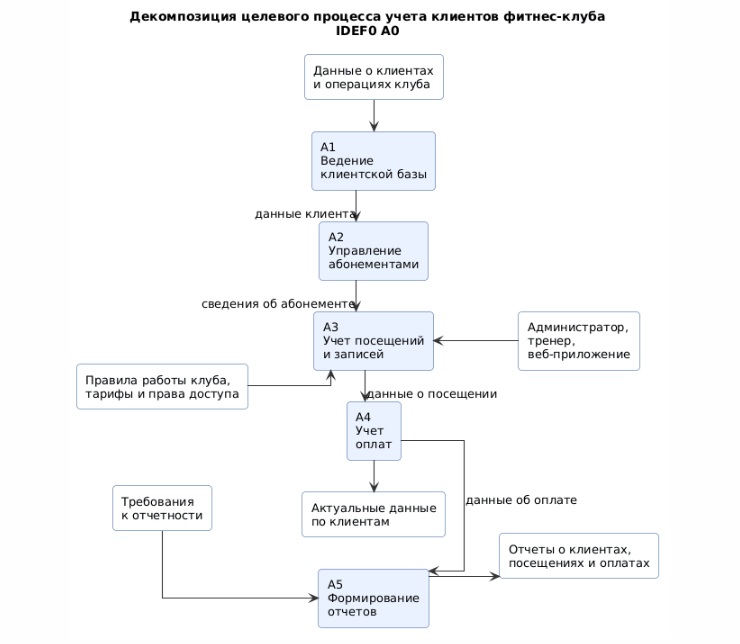 Декомпозиция целевого процесса учета клиентов фитнес-клуба
IDEF0 A0
Данные о клиентах
и операциях клуба
A1
Ведение
клиентской базы
данные клиента
A2
Управление
абонементами
сведения об абонементе
A3
Учет посещений
и записей
Администратор,
тренер,
веб-приложение
Правила работы клуба,
тарифы и права доступа
данные о посещении
A4
Учет
оплат
Требования
к отчетности
Актуальные данные
по клиентам
данные об оплате
Отчеты о клиентах,
посещениях и оплатах
A5
Формирование
отчетов